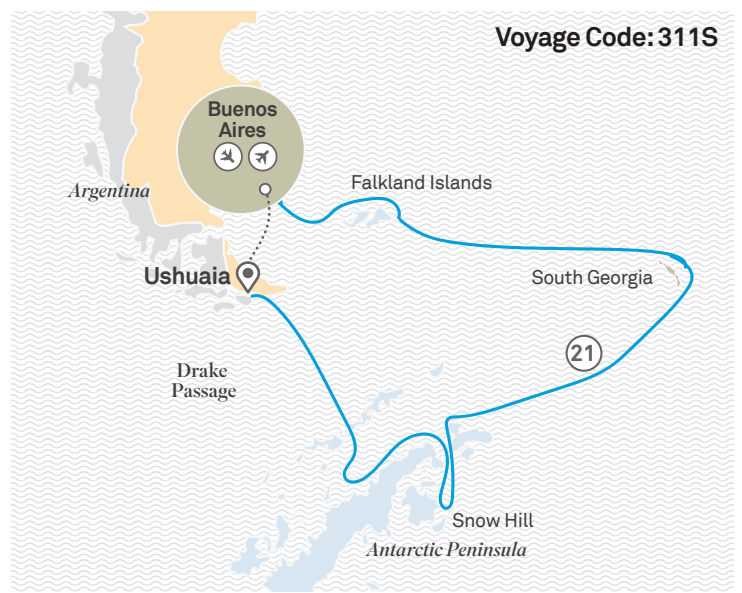 Voyage Code: 311S
Buenos
Aires
Falkland Islands
Argentina
Ushuaia
South Georgia
21
Drake
Passage
Snow Hill
Antarctic Peninsula